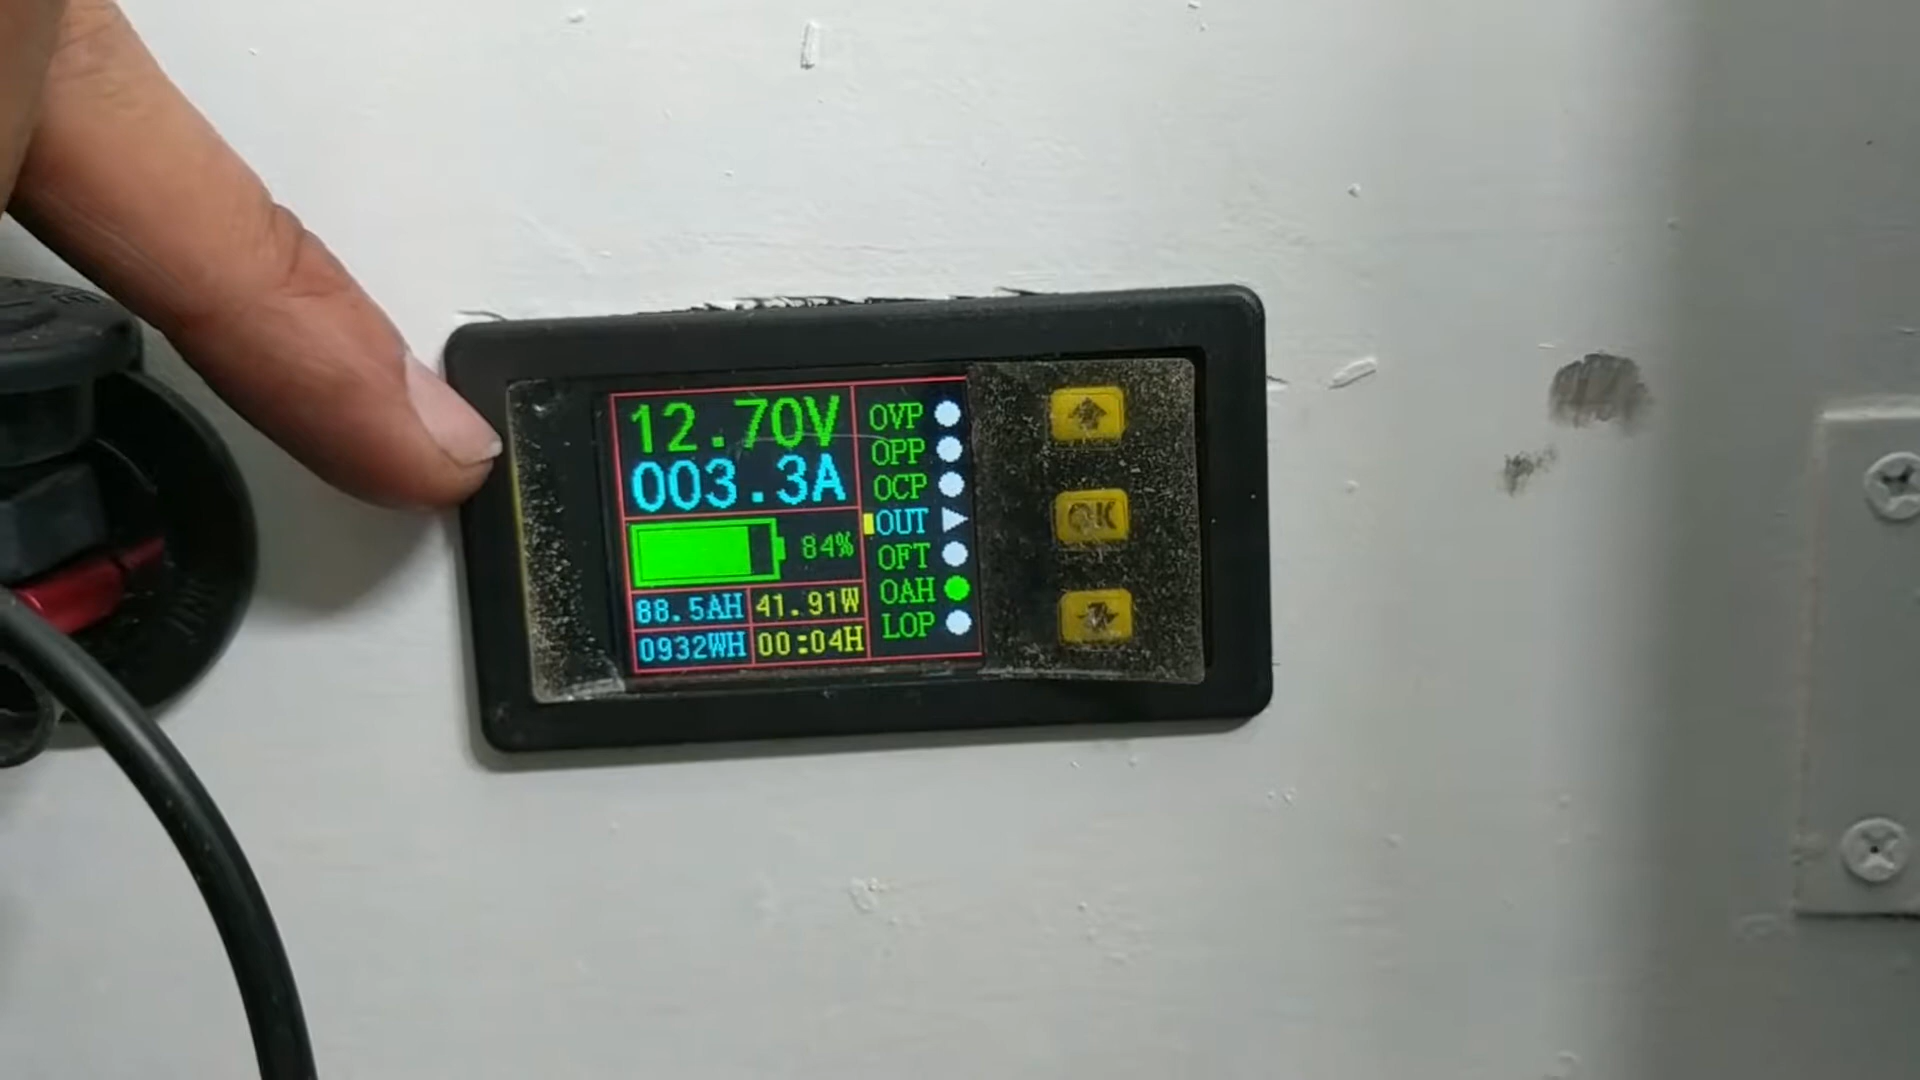 12.70V
003.3A
84%
88.5AH 41.91W
0932WH 00:04H
OVP
OPP
OCP
OUT
OFT
OAH
LOP
OK